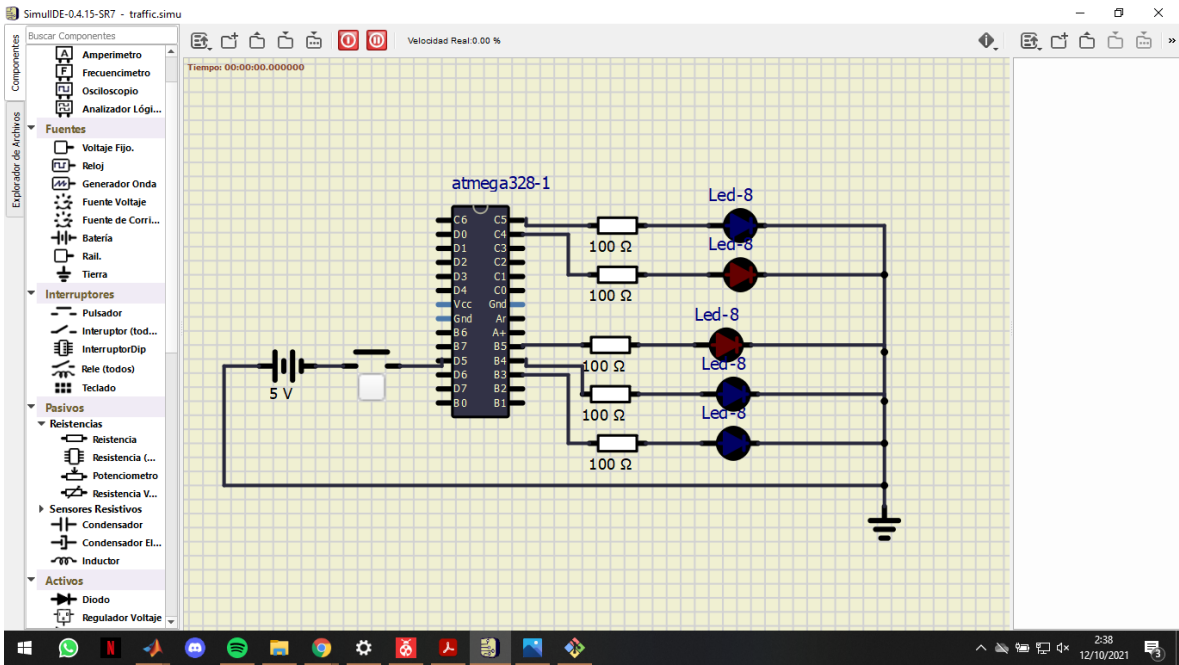 SimulIDE-0.4.15-SR7 - traffic.simu
Buscar Componentes
Velocidad Real:0.00 %
Componentes
Explorador de Archivos
Amperimetro
Frecuencimetro
Osciloscopio
Analizador Lógi...
Fuentes
Voltaje Fijo.
Reloj
Generador Onda
Fuente Voltaje
Fuente de Corri...
Batería
Rail.
Tierra
Interruptores
Pulsador
Interuptor (tod...
InterruptorDip
Rele (todos)
Teclado
Pasivos
Reistencias
Reistencia
Resistencia (...
Potenciometro
Resistencia V...
Sensores Resistivos
Condensador
Condensador El...
Inductor
Activos
Diodo
Regulador Voltaje
Tiempo: 00:00:00.000000
atmega328-1
C6 C5
D0 C4
D1 C3
D2 C2
D3 C1
D4 C0
Vcc Gnd
Gnd Ar
B6 A+
B7 B5
D5 B4
D6 B3
D7 B2
B0 B1
5 V
Led-8
100 Ω
Led-8
100 Ω
Led-8
100 Ω
Led-8
100 Ω
Led-8
100 Ω
2:38
12/10/2021
3